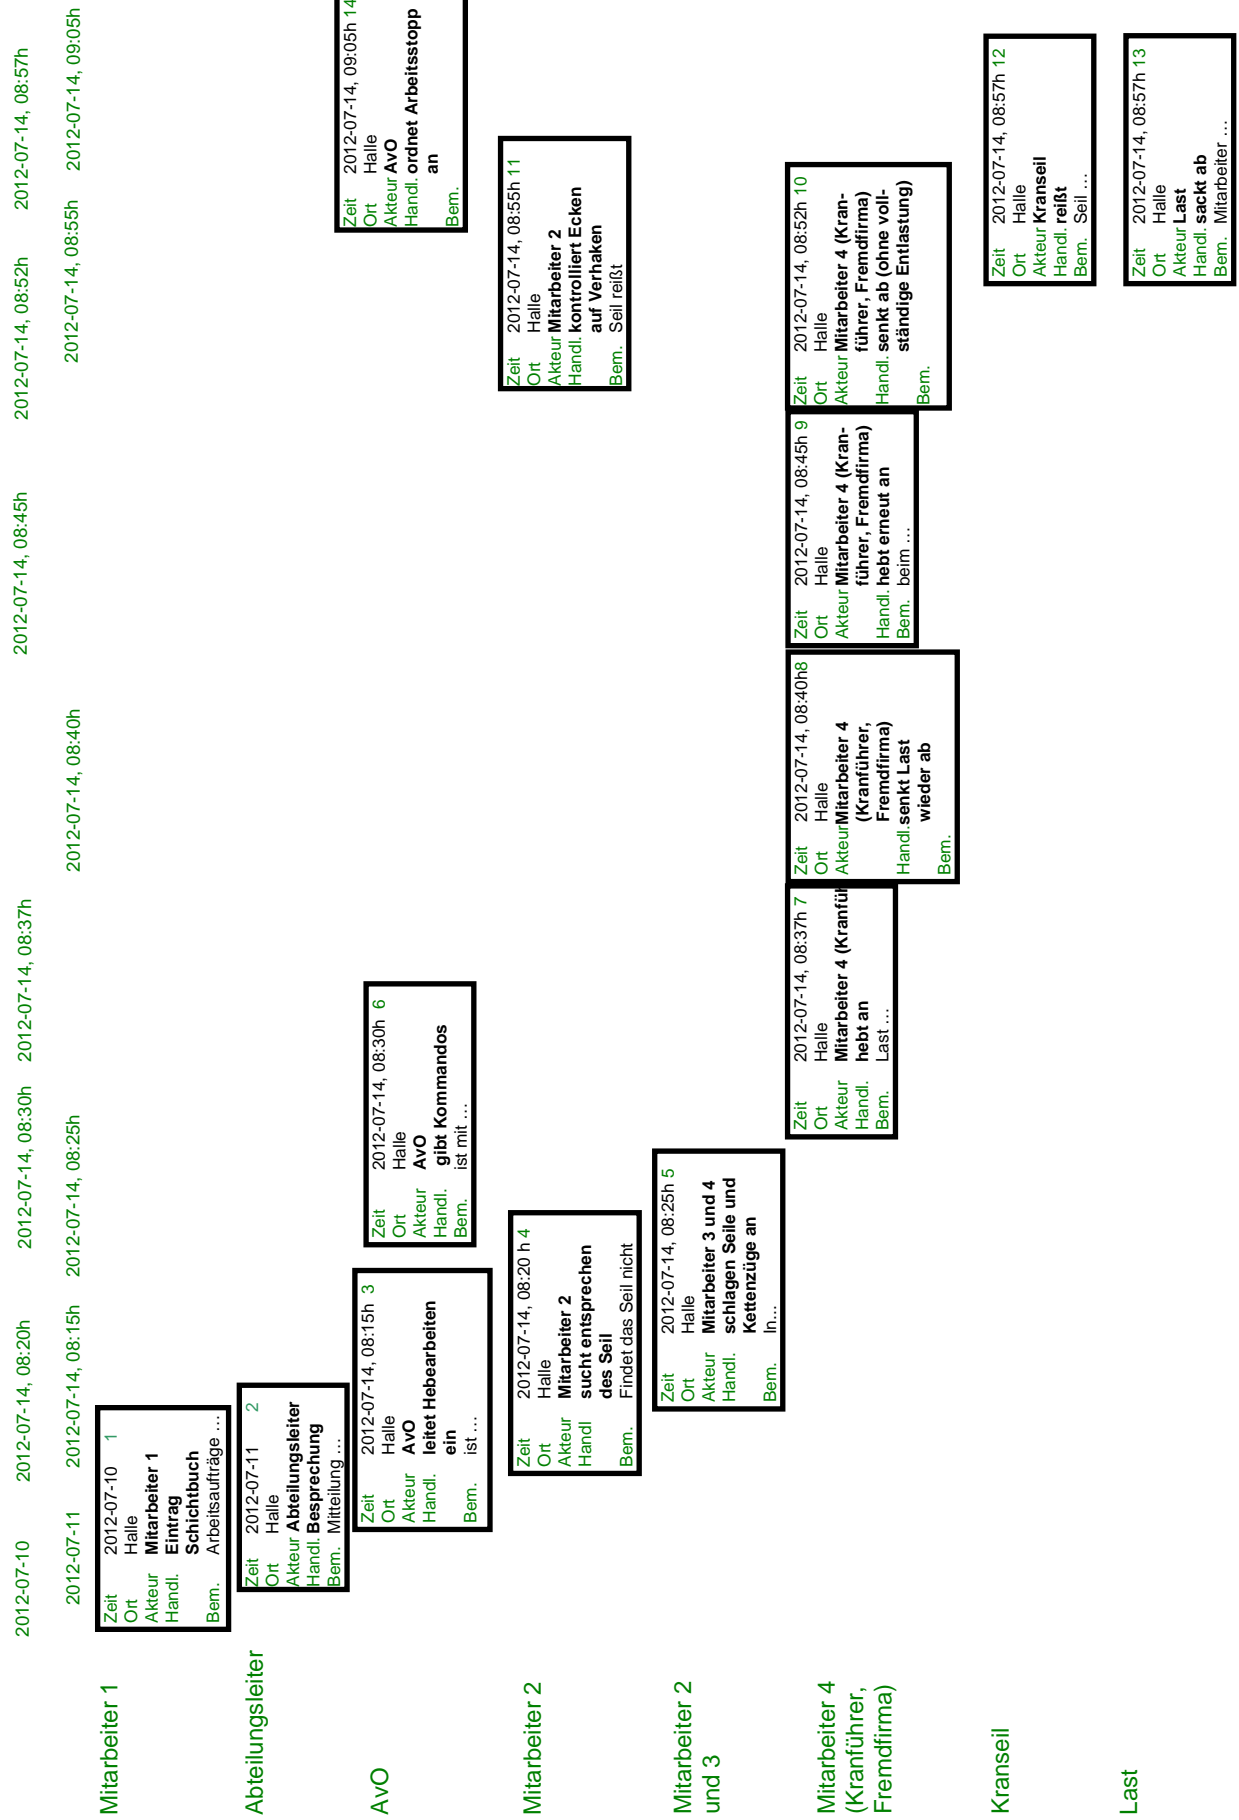 2012-07-10
2012-07-14, 08:20h
2012-07-14, 08:30h
2012-07-14, 08:37h
2012-07-14, 08:45h
2012-07-14, 08:52h
2012-07-14, 08:57h
2012-07-11
2012-07-14, 08:15h
2012-07-14, 08:25h
2012-07-14, 08:40h
2012-07-14, 08:55h
2012-07-14, 09:05h
Mitarbeiter 1
Zeit 2012-07-10 1
Ort Halle
Akteur Mitarbeiter 1
Handl. Eintrag
Schichtbuch
Bem. Arbeitsaufträge …
Abteilungsleiter
Zeit 2012-07-11 2
Ort Halle
Akteur Abteilungsleiter
Handl. Besprechung
Bem. Mitteilung …
AvO
Zeit 2012-07-14, 08:15h 3
Ort Halle
Akteur AvO
Handl. leitet Hebearbeiten
ein
Bem. ist …
Zeit 2012-07-14, 08:30h 6
Ort Halle
Akteur AvO
Handl. gibt Kommandos
Bem. ist mit …
Zeit 2012-07-14, 09:05h 14
Ort Halle
Akteur AvO
Handl. ordnet Arbeitsstopp
an
Bem.
Mitarbeiter 2
Zeit 2012-07-14, 08:20 h 4
Ort Halle
Akteur Mitarbeiter 2
Handl sucht entsprechen
des Seil
Bem. Findet das Seil nicht
Zeit 2012-07-14, 08:55h 11
Ort Halle
Akteur Mitarbeiter 2
Handl. kontrolliert Ecken
auf Verhaken
Bem. Seil reißt
Mitarbeiter 2
und 3
Zeit 2012-07-14, 08:25h 5
Ort Halle
Akteur Mitarbeiter 3 und 4
Handl. schlagen Seile und
Kettenzüge an
Bem. In…
Mitarbeiter 4
(Kranführer,
Fremdfirma)
Zeit 2012-07-14, 08:37h 7
Ort Halle
Akteur Mitarbeiter 4 (Kranfüh
Handl. hebt an
Bem. Last …
Zeit 2012-07-14, 08:40h8
Ort Halle
AkteurMitarbeiter 4
(Kranführer,
Fremdfirma)
Handl.senkt Last
wieder ab
Bem.
Zeit 2012-07-14, 08:45h 9
Ort Halle
Akteur Mitarbeiter 4 (Kran-
führer, Fremdfirma)
Handl. hebt erneut an
Bem. beim …
Zeit 2012-07-14, 08:52h 10
Ort Halle
Akteur Mitarbeiter 4 (Kran-
führer, Fremdfirma)
Handl. senkt ab (ohne voll-
ständige Entlastung)
Bem.
Kranseil
Zeit 2012-07-14, 08:57h 12
Ort Halle
Akteur Kranseil
Handl. reißt
Bem. Seil …
Last
Zeit 2012-07-14, 08:57h 13
Ort Halle
Akteur Last
Handl. sackt ab
Bem. Mitarbeiter …